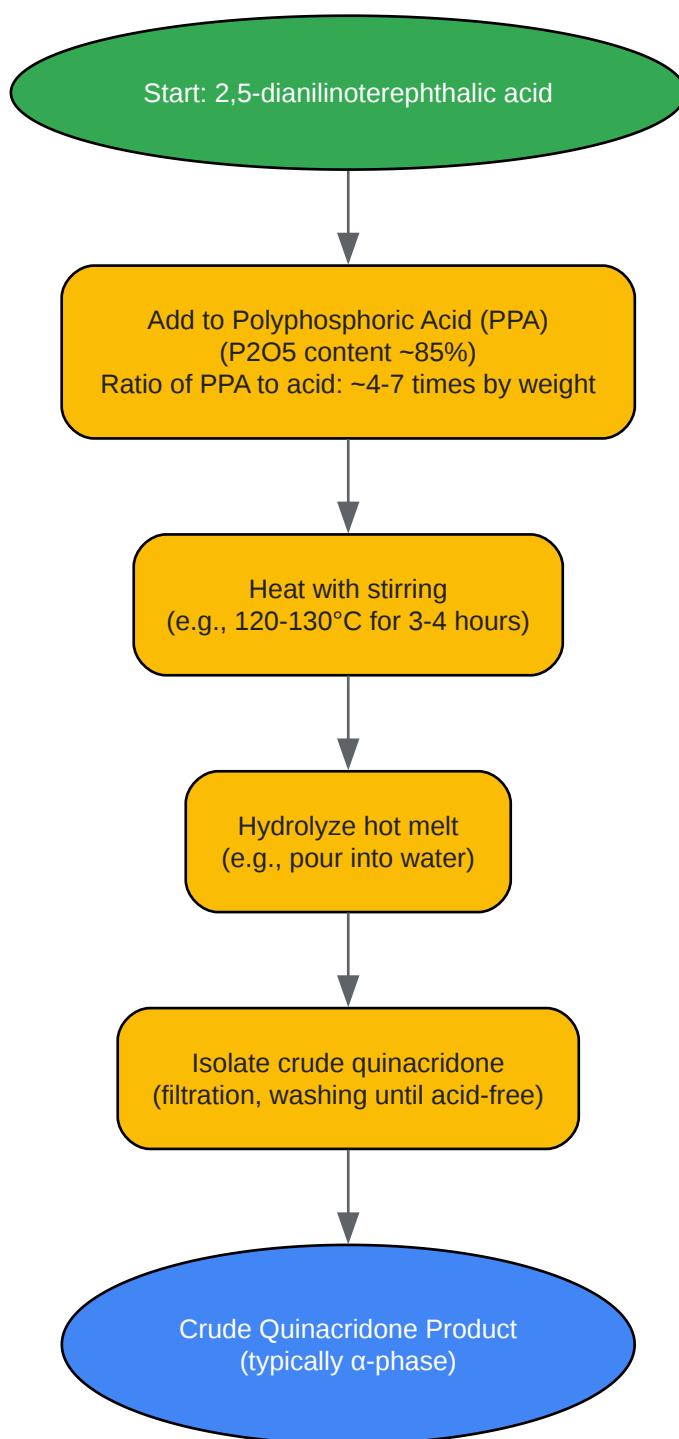 Start: 2,5-dianilinoterephthalic acid
Add to Polyphosphoric Acid (PPA)
(P2O5 content ~85%)
Ratio of PPA to acid: ~4-7 times by weight
Heat with stirring
(e.g., 120-130°C for 3-4 hours)
Hydrolyze hot melt
(e.g., pour into water)
Isolate crude quinacridone
(filtration, washing until acid-free)
Crude Quinacridone Product
(typically α-phase)